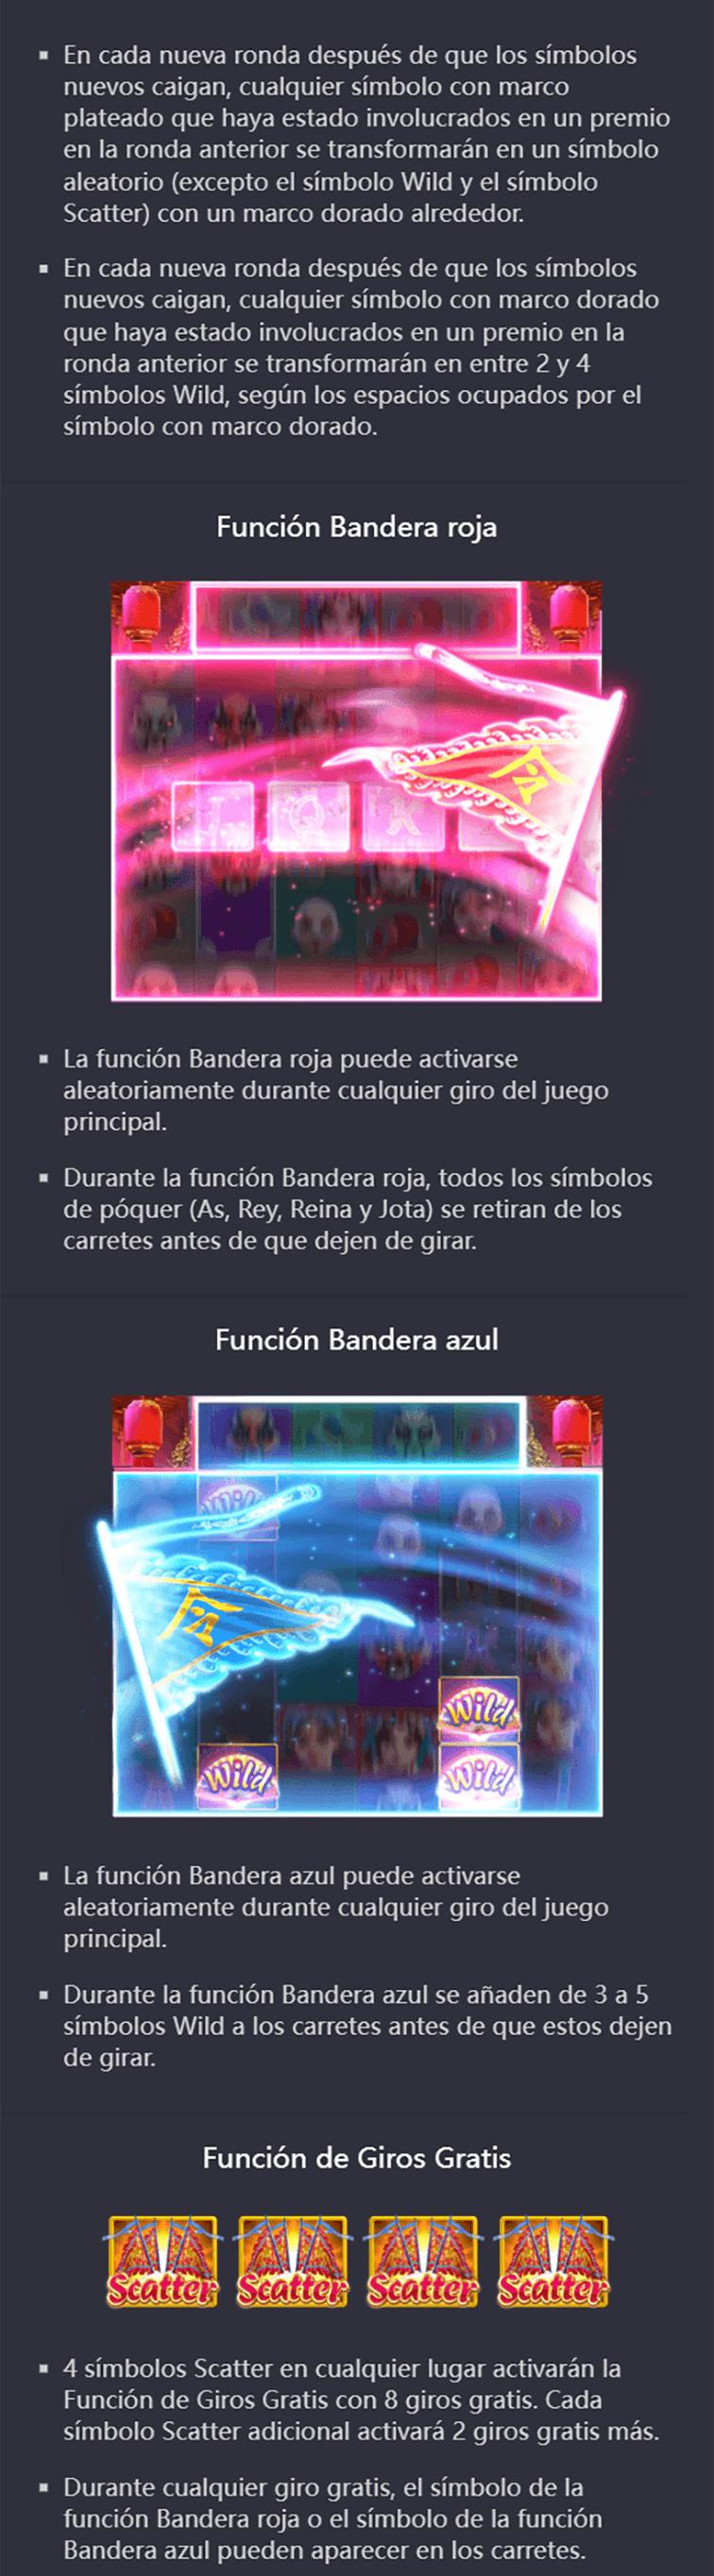 En cada nueva ronda después de que los símbolos
nuevos caigan, cualquier símbolo con marco
plateado que haya estado involucrados en un premio
en la ronda anterior se transformarán en un símbolo
aleatorio (excepto el símbolo Wild y el símbolo
Scatter) con un marco dorado alrededor.
En cada nueva ronda después de que los símbolos
nuevos caigan, cualquier símbolo con marco dorado
que haya estado involucrados en un premio en la
ronda anterior se transformarán en entre 2 y 4
símbolos Wild, según los espacios ocupados por el
símbolo con marco dorado.
Función Bandera roja
令
J Q K
La función Bandera roja puede activarse
aleatoriamente durante cualquier giro del juego
principal.
Durante la función Bandera roja, todos los símbolos
de póquer (As, Rey, Reina y Jota) se retiran de los
carretes antes de que dejen de girar.
Función Bandera azul
Wild
令
Wild
Wild Wild
La función Bandera azul puede activarse
aleatoriamente durante cualquier giro del juego
principal.
Durante la función Bandera azul se añaden de 3 a 5
símbolos Wild a los carretes antes de que estos dejen
de girar.
Función de Giros Gratis
Scatter Scatter Scatter Scatter
4 símbolos Scatter en cualquier lugar activarán la
Función de Giros Gratis con 8 giros gratis. Cada
símbolo Scatter adicional activará 2 giros gratis más.
Durante cualquier giro gratis, el símbolo de la
función Bandera roja o el símbolo de la función
Bandera azul pueden aparecer en los carretes.